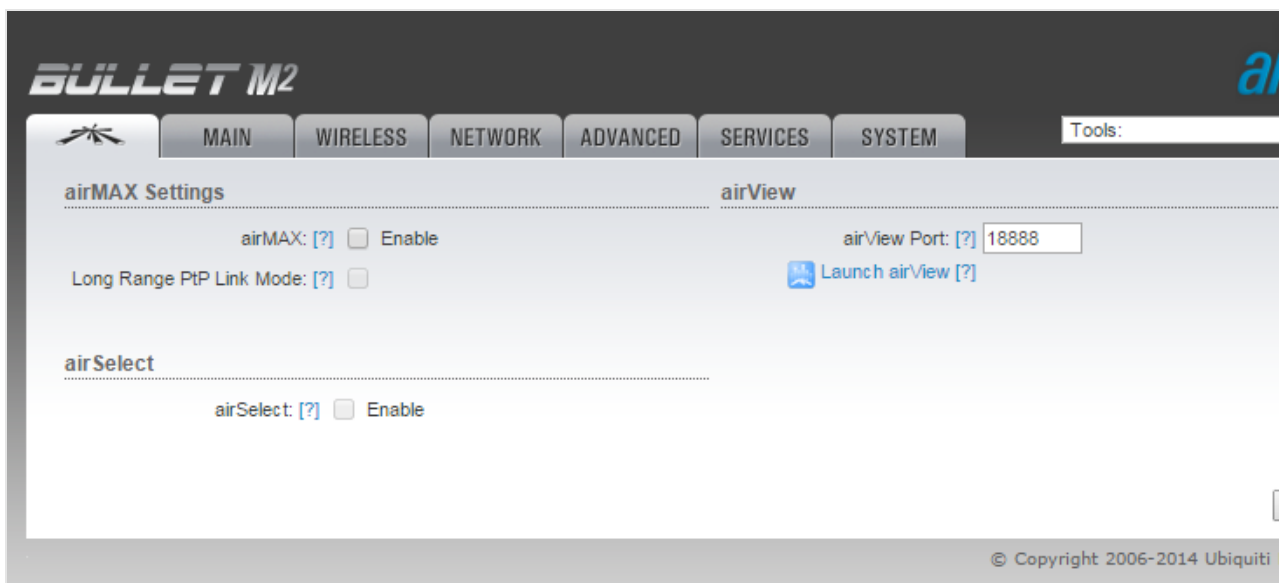 BULLET M2
MAIN WIRELESS NETWORK ADVANCED SERVICES SYSTEM Tools:
airMAX Settings
airMAX: [?] Enable
Long Range PtP Link Mode: [?]
airSelect
airSelect: [?] Enable
airView
airView Port: [?] 18888
Launch airView [?]
© Copyright 2006-2014 Ubiquiti